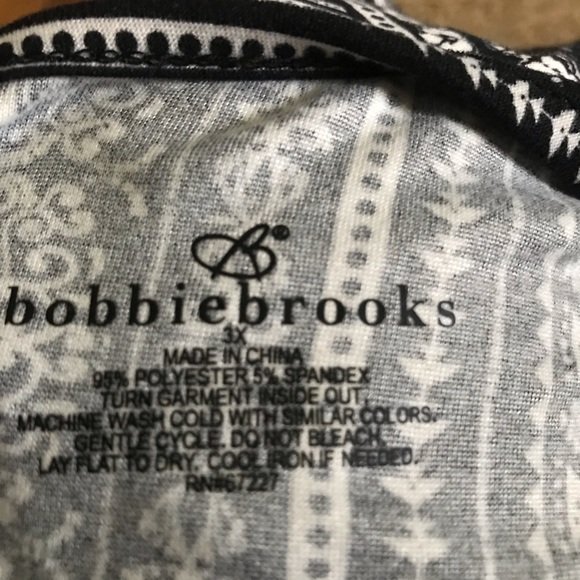 B®
bobbiebrooks
3X
MADE IN CHINA
95% POLYESTER 5% SPANDEX
TURN GARMENT INSIDE OUT.
MACHINE WASH COLD WITH SIMILAR COLORS.
GENTLE CYCLE. DO NOT BLEACH.
LAY FLAT TO DRY. COOL IRON IF NEEDED.
RN#67227